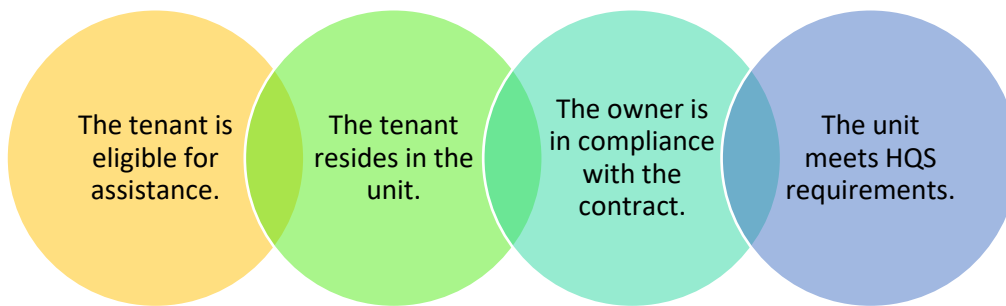 The tenant is
eligible for
assistance.
The tenant
resides in the
unit.
The owner is
in compliance
with the
contract.
The unit
meets HQS
requirements.